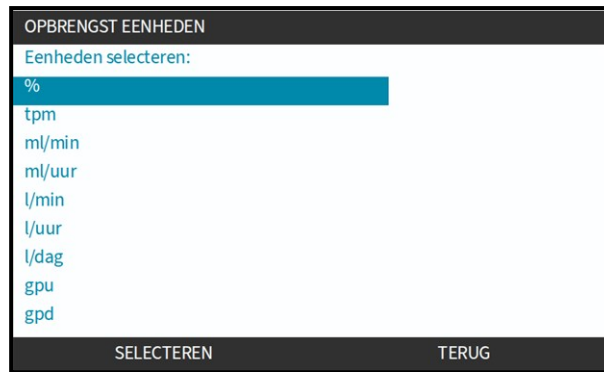 OPBRENGST EENHEDEN
Eenheden selecteren:
%
tpm
ml/min
ml/uur
l/min
l/uur
l/dag
gpu
gpd
SELECTEREN TERUG